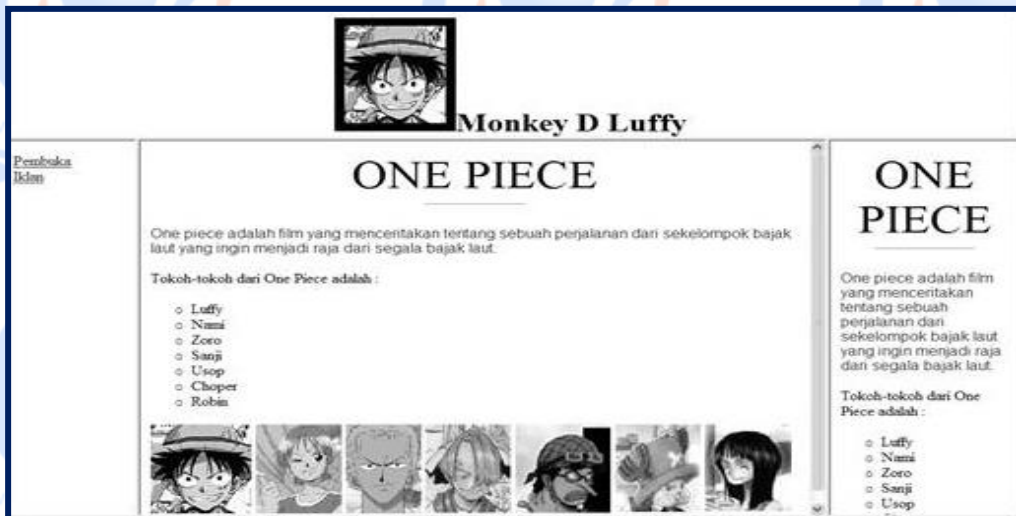 Monkey D Luffy
Pembuka
Iklan
ONE PIECE
One piece adalah film yang menceritakan tentang sebuah perjalanan dari sekelompok bajak
laut yang ingin menjadi raja dari segala bajak laut.
Tokoh-tokoh dari One Piece adalah :
Luffy
Nami
Zoro
Sanji
Usop
Choper
Robin
ONE
PIECE
One piece adalah film
yang menceritakan
tentang sebuah
perjalanan dari
sekelompok bajak laut
yang ingin menjadi raja
dari segala bajak laut.
Tokoh-tokoh dari One
Piece adalah :
Luffy
Nami
Zoro
Sanji
Usop